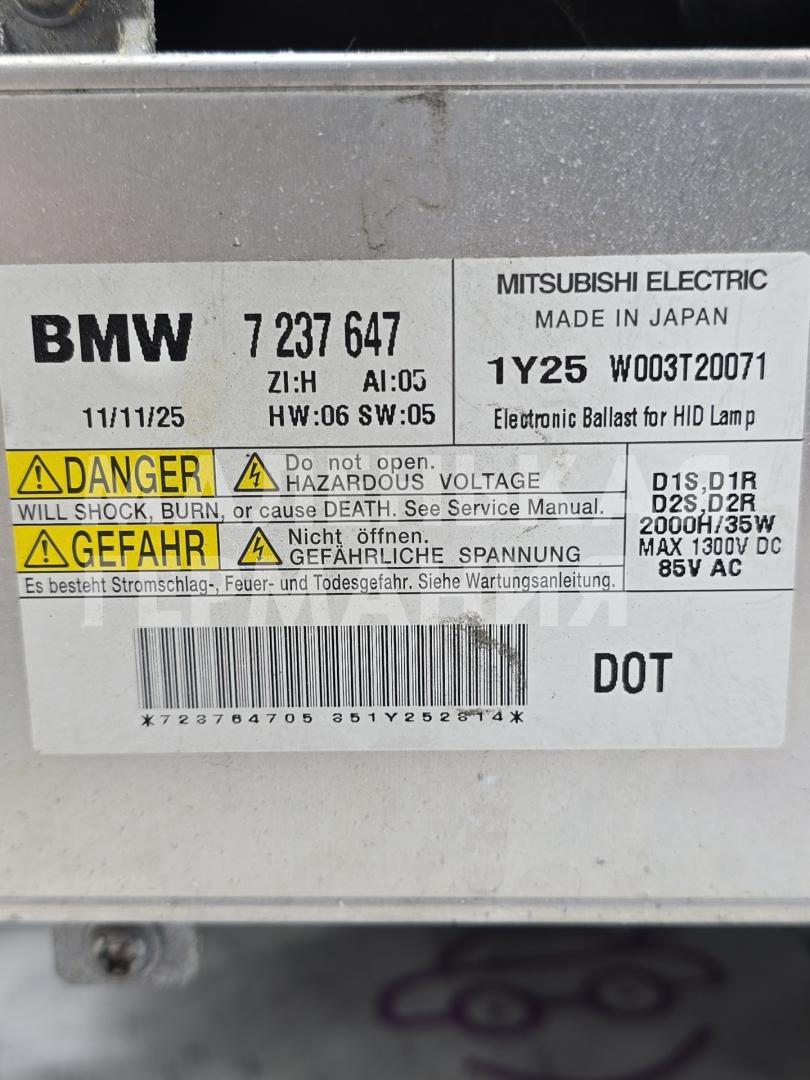 BMW 7 237 647
ZI:H AI:05
11/11/25 HW:06 SW:05
MITSUBISHI ELECTRIC
MADE IN JAPAN
1Y25 W003T20071
Electronic Ballast for HID Lamp
DANGER Do not open.
HAZARDOUS VOLTAGE
WILL SHOCK, BURN, or cause DEATH. See Service Manual.
GEFAHR Nicht öffnen.
GEFÄHRLICHE SPANNUNG
Es besteht Stromschlag-, Feuer- und Todesgefahr. Siehe Wartungsanleitung.
D1S,D1R
D2S,D2R
2000H/35W
MAX 1300V DC
85V AC
DOT
*723764705 351Y252314*
ГЕРМАНИЯ